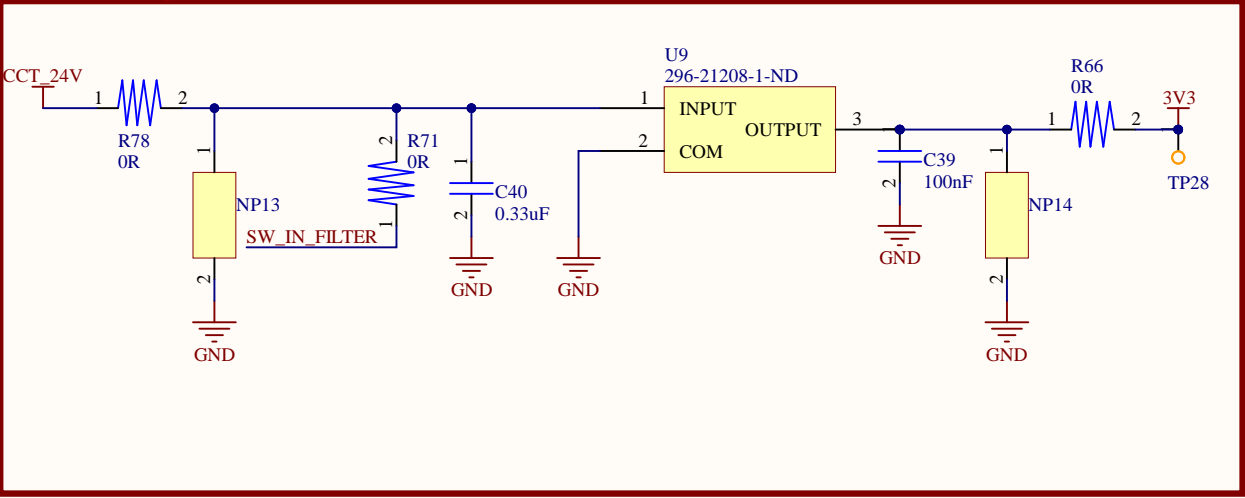 CCT_24V
1
2
R78
0R
1
NP13
2
GND
SW_IN_FILTER
2
R71
0R
1
1
C40
0.33uF
2
GND
U9
296-21208-1-ND
1
INPUT
2
COM
OUTPUT
3
GND
C39
100nF
2
GND
1
NP14
2
GND
R66
0R
1
2
3V3
TP28